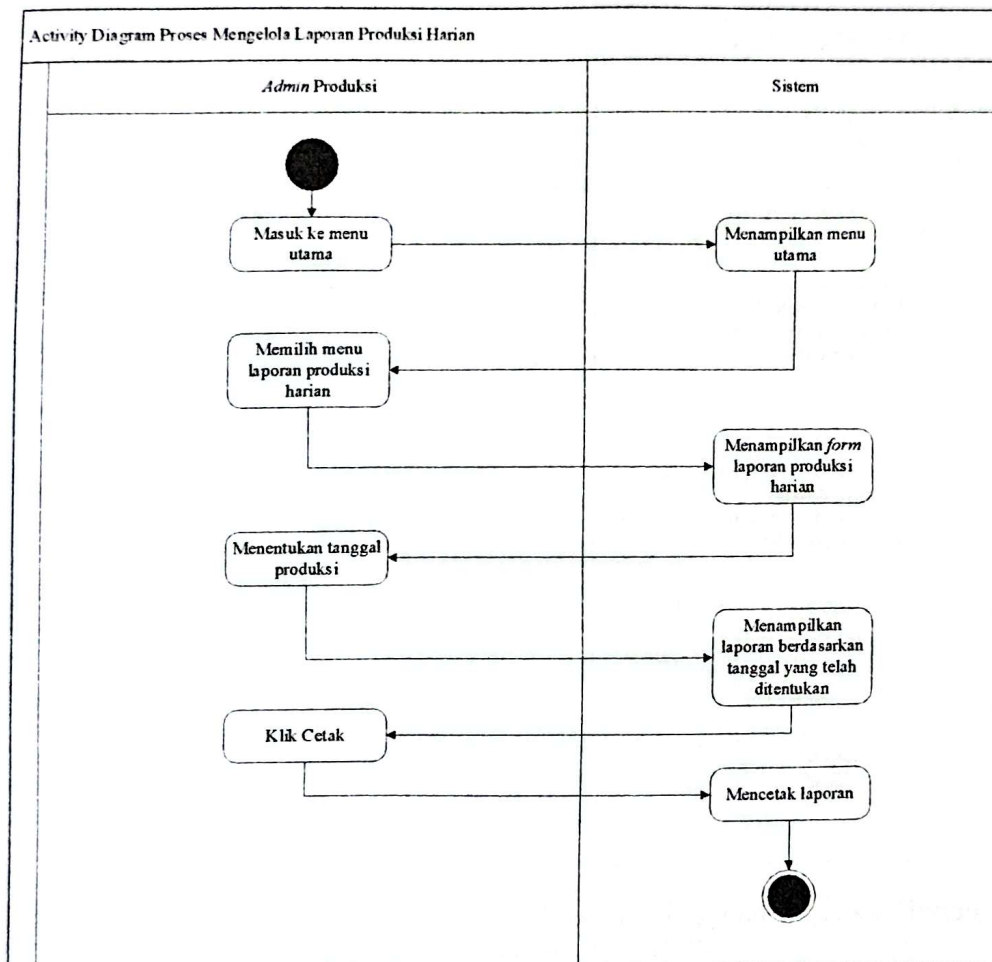 Activity Diagram Proses Mengelola Laporan Produksi Harian
Admin Produksi
Sistem
Masuk ke menu
utama
Menampilkan menu
utama
Memilih menu
laporan produksi
harian
Menampilkan form
laporan produksi
harian
Menentukan tanggal
produksi
Menampilkan
laporan berdasarkan
tanggal yang telah
ditentukan
Klik Cetak
Mencetak laporan